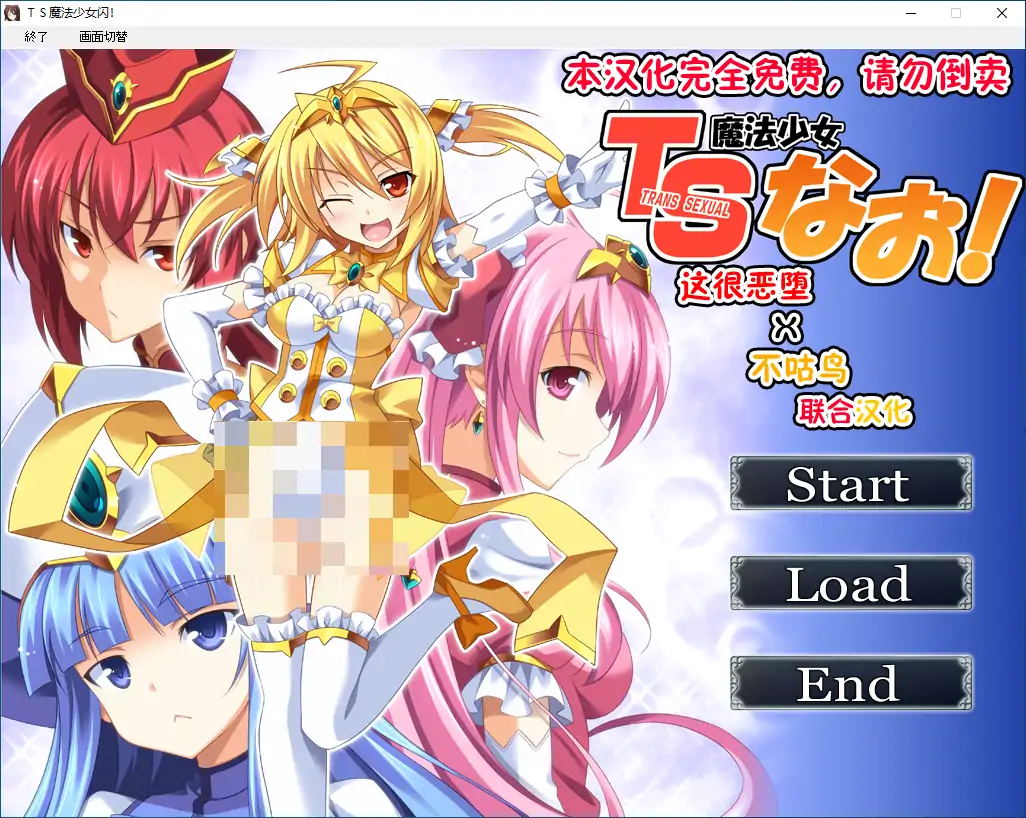 TS魔法少女闪!
終了 画面切替
本汉化完全免费，请勿倒卖
魔法少女
TS
TRANS SEXUAL
なお!
这很恶堕
×
不咕鸟
联合汉化
Start
Load
End